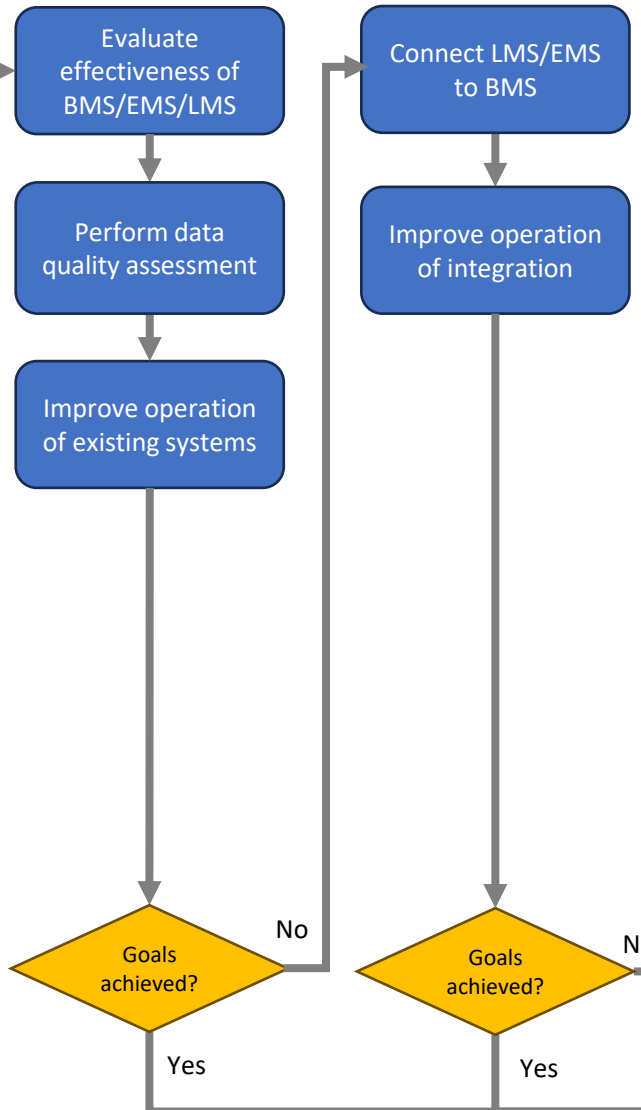 Evaluate
effectiveness of
BMS/EMS/LMS
Perform data
quality assessment
Improve operation
of existing systems
Goals
achieved?
No
Yes
Connect LMS/EMS
to BMS
Improve operation
of integration
Goals
achieved?
Yes